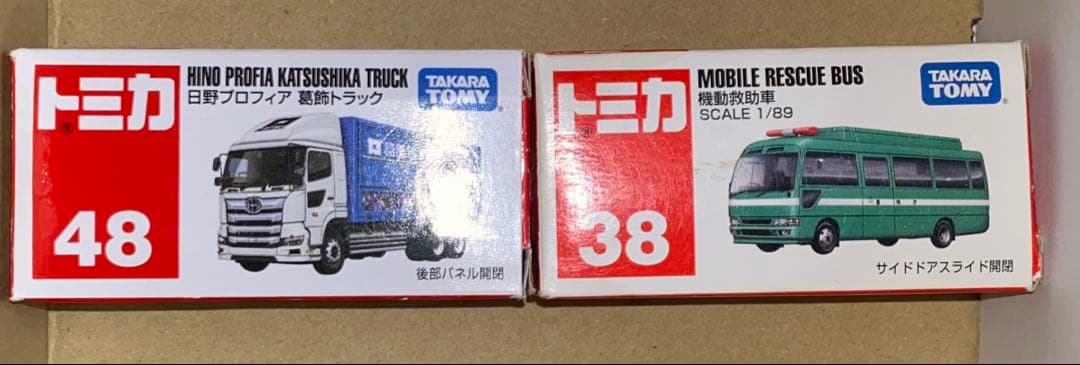 トミカ
48
HINO PROFIA KATSUSHIKA TRUCK
日野プロフィア 葛飾トラック
TAKARA
TOMY
後部パネル開閉
トミカ
38
MOBILE RESCUE BUS
機動救助車
SCALE 1/89
TAKARA
TOMY
サイドドアスライド開閉